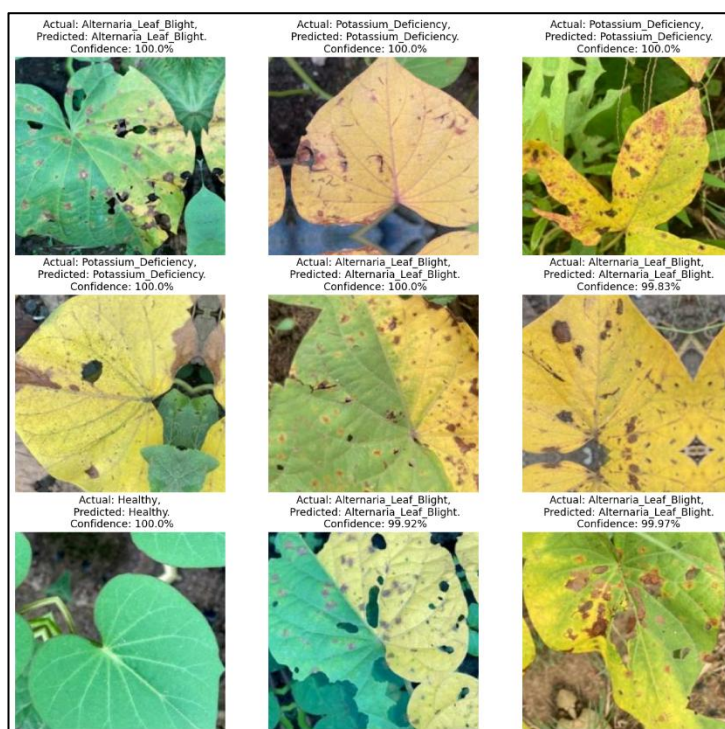 Actual: Alternaria_Leaf_Blight,
Predicted: Alternaria_Leaf_Blight.
Confidence: 100.0%
Actual: Potassium_Deficiency,
Predicted: Potassium_Deficiency.
Confidence: 100.0%
Actual: Potassium_Deficiency,
Predicted: Potassium_Deficiency.
Confidence: 100.0%
Actual: Potassium_Deficiency,
Predicted: Potassium_Deficiency.
Confidence: 100.0%
Actual: Alternaria_Leaf_Blight,
Predicted: Alternaria_Leaf_Blight.
Confidence: 100.0%
Actual: Alternaria_Leaf_Blight,
Predicted: Alternaria_Leaf_Blight.
Confidence: 99.83%
Actual: Healthy,
Predicted: Healthy.
Confidence: 100.0%
Actual: Alternaria_Leaf_Blight,
Predicted: Alternaria_Leaf_Blight.
Confidence: 99.92%
Actual: Alternaria_Leaf_Blight,
Predicted: Alternaria_Leaf_Blight.
Confidence: 99.97%